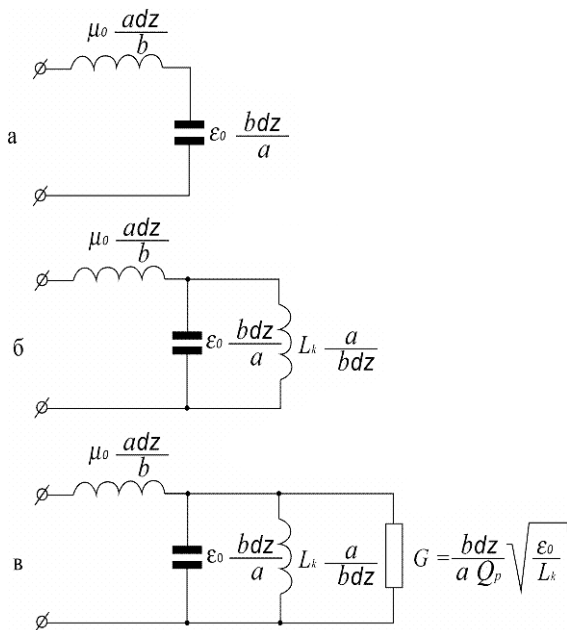 μ₀ adz/b
а
ε₀ bdz/a
μ₀ adz/b
б
ε₀ bdz/a
Lₖ a/bdz
μ₀ adz/b
в
ε₀ bdz/a
Lₖ a/bdz
G = bdz/(a Qₚ) √(ε₀/Lₖ)